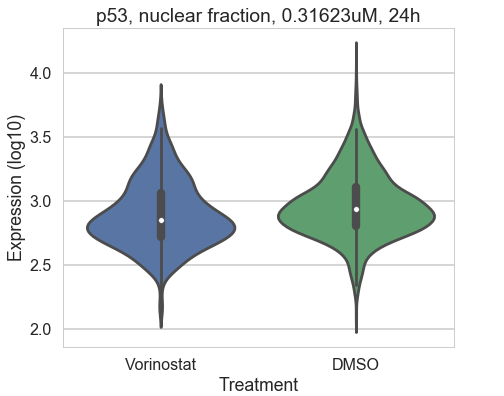 p53, nuclear fraction, 0.31623uM, 24h
Expression (log10)
4.0
3.5
3.0
2.5
2.0
Vorinostat DMSO
Treatment